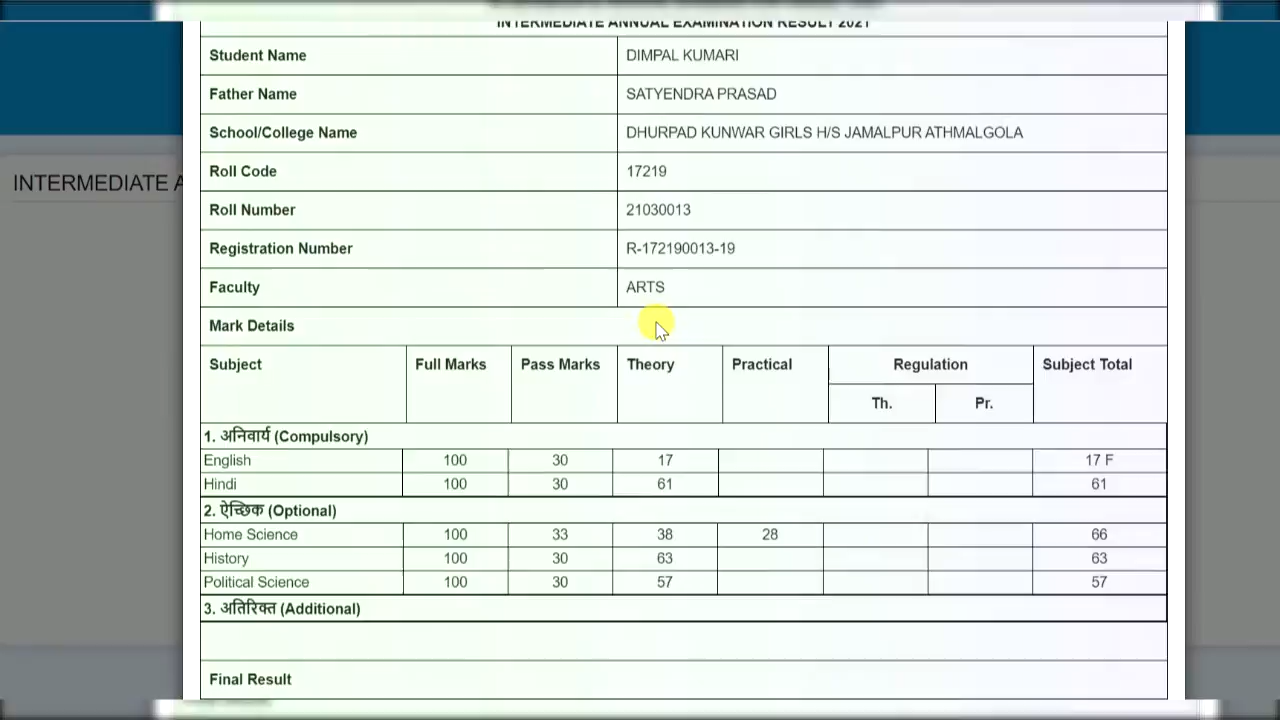 INTERMEDIATE ANNUAL EXAMINATION RESULT 2021
Student Name DIMPAL KUMARI
Father Name SATYENDRA PRASAD
School/College Name DHURPAD KUNWAR GIRLS H/S JAMALPUR ATHMALGOLA
INTERMEDIATE A
Roll Code 17219
Roll Number 21030013
Registration Number R-172190013-19
Faculty ARTS
Mark Details
Subject Full Marks Pass Marks Theory Practical Regulation Subject Total
Th. Pr.
1. अनिवार्य (Compulsory)
English 100 30 17 17 F
Hindi 100 30 61 61
2. ऐच्छिक (Optional)
Home Science 100 33 38 28 66
History 100 30 63 63
Political Science 100 30 57 57
3. अतिरिक्त (Additional)
Final Result